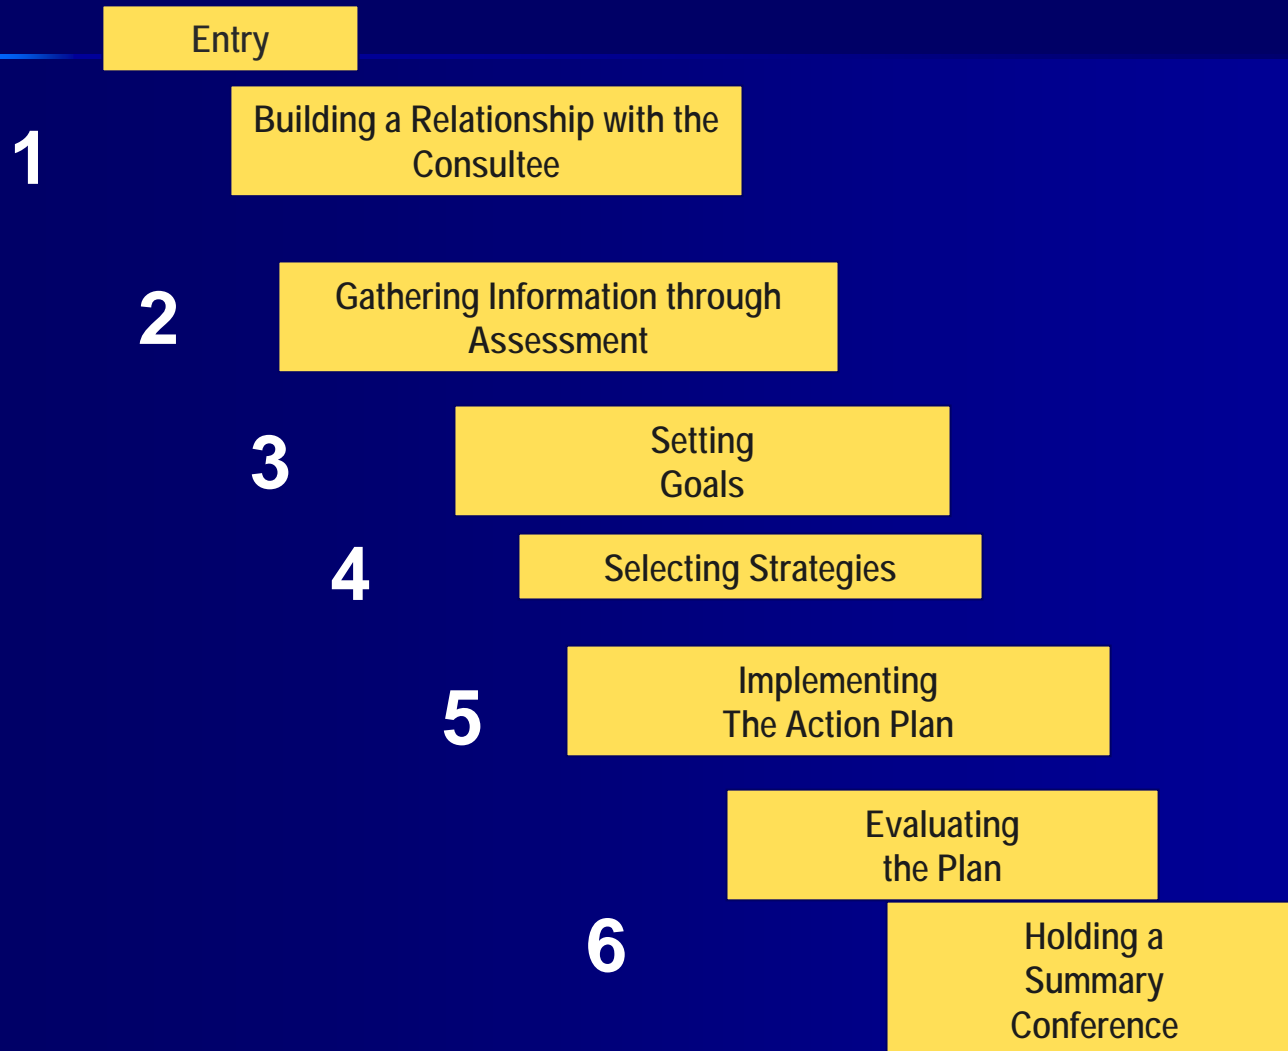 Entry
1
Building a Relationship with the
Consultee
2
Gathering Information through
Assessment
3
Setting
Goals
4
Selecting Strategies
5
Implementing
The Action Plan
Evaluating
the Plan
6
Holding a
Summary
Conference